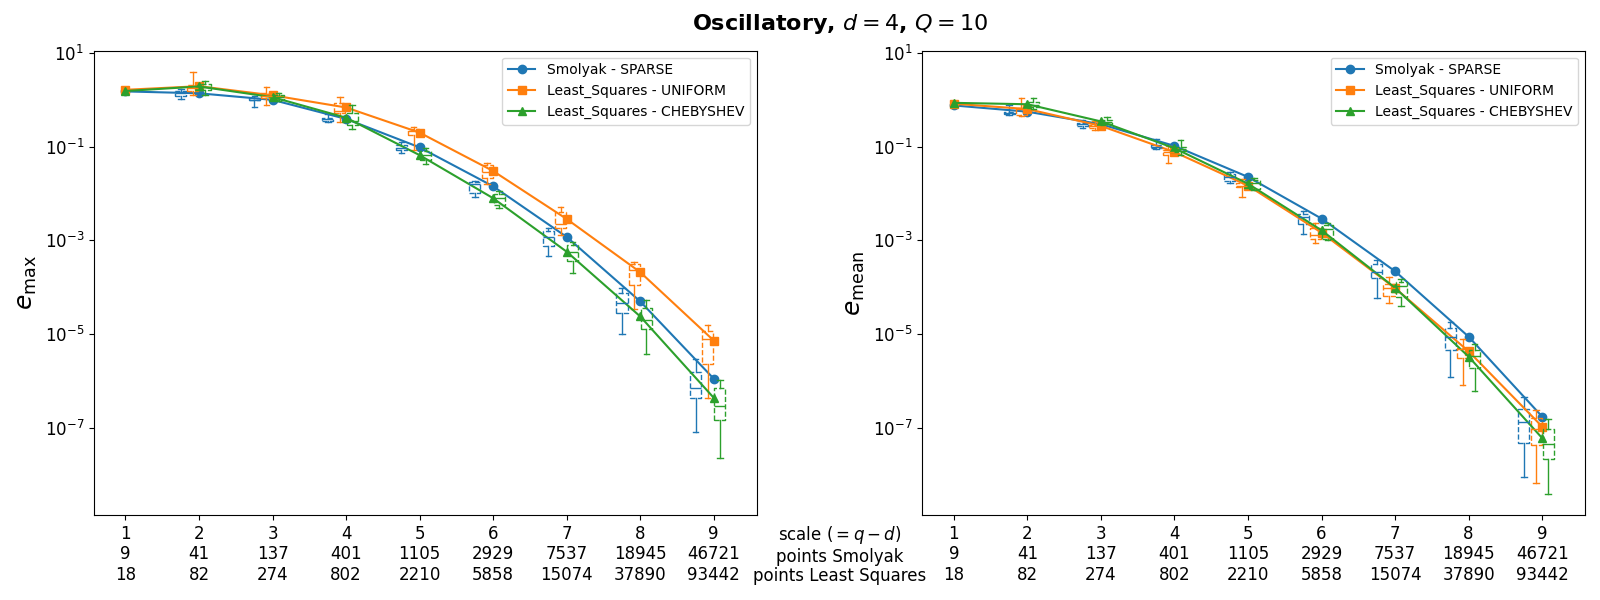 Oscillatory, d = 4, Q = 10
10¹
10⁻¹
10⁻³
10⁻⁵
10⁻⁷
e_max
Smolyak - SPARSE
Least_Squares - UNIFORM
Least_Squares - CHEBYSHEV
10¹
10⁻¹
10⁻³
10⁻⁵
10⁻⁷
e_mean
Smolyak - SPARSE
Least_Squares - UNIFORM
Least_Squares - CHEBYSHEV
1 2 3 4 5 6 7 8 9 scale (= q − d) 1 2 3 4 5 6 7 8 9
9 41 137 401 1105 2929 7537 18945 46721 points Smolyak 9 41 137 401 1105 2929 7537 18945 46721
18 82 274 802 2210 5858 15074 37890 93442 points Least Squares 18 82 274 802 2210 5858 15074 37890 93442